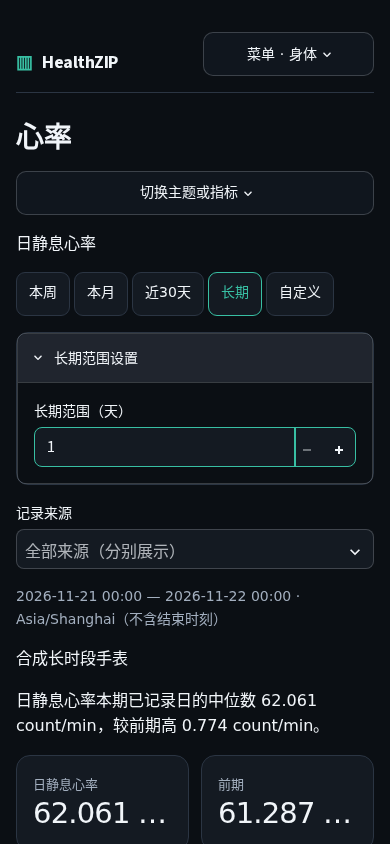 HealthZIP
菜单 · 身体
心率
切换主题或指标
日静息心率
本周
本月
近30天
长期
自定义
长期范围设置
长期范围（天）
1
记录来源
全部来源（分别展示）
2026-11-21 00:00 — 2026-11-22 00:00 ·
Asia/Shanghai（不含结束时刻）
合成长时段手表
日静息心率本期已记录日的中位数 62.061
count/min，较前期高 0.774 count/min。
日静息心率
前期
62.061 …
61.287 …